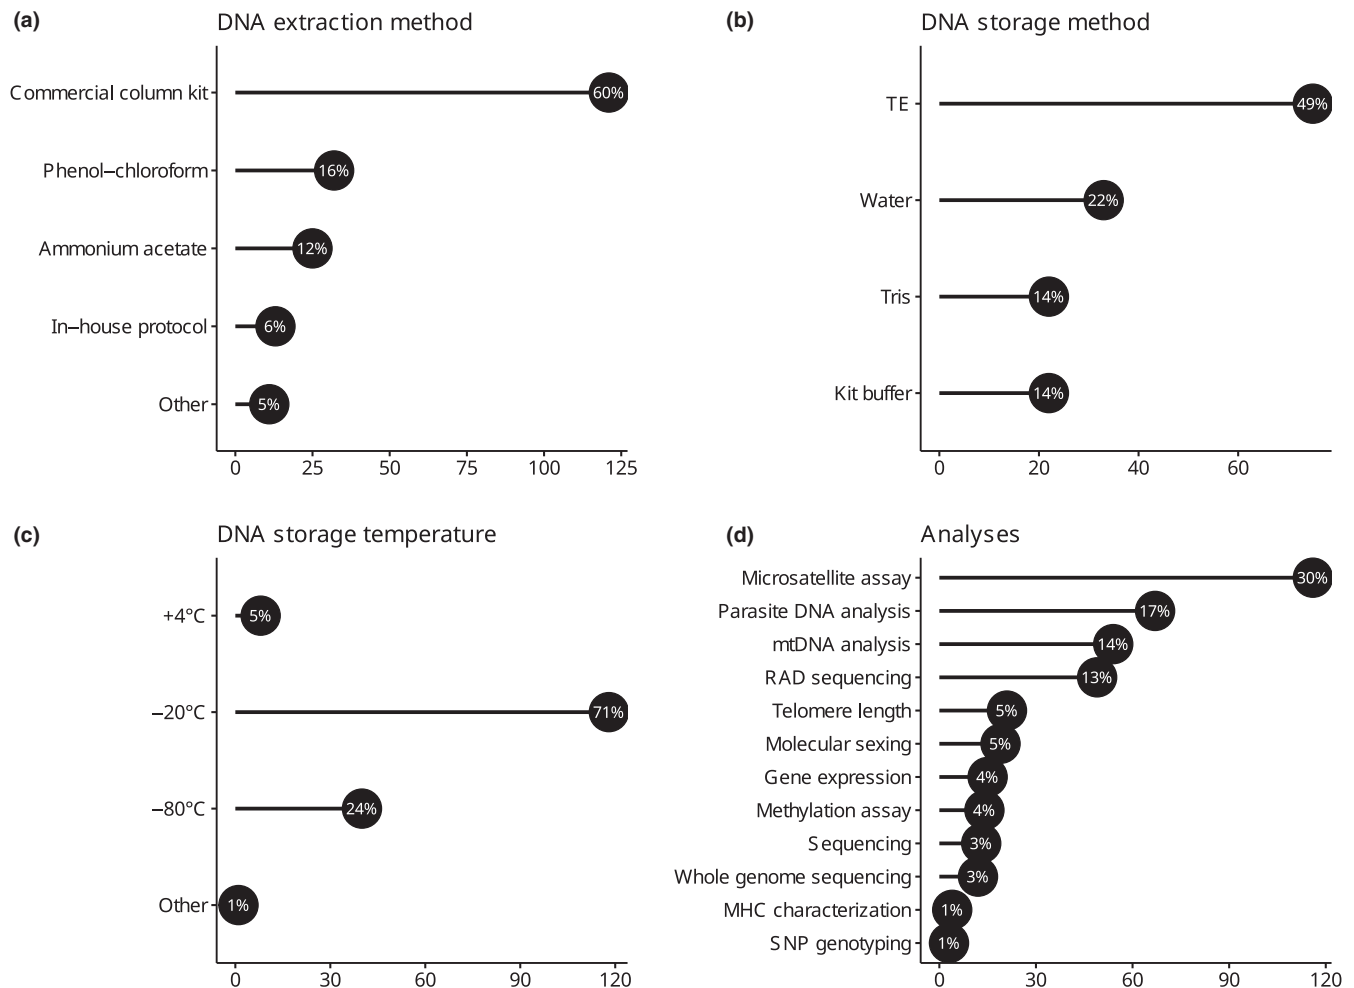 (a)
DNA extraction method
Commercial column kit
60%
Phenol–chloroform
16%
Ammonium acetate
12%
In–house protocol
6%
Other
5%
0 25 50 75 100 125
(b)
DNA storage method
TE
49%
Water
22%
Tris
14%
Kit buffer
14%
0 20 40 60
(c)
DNA storage temperature
+4°C
5%
−20°C
71%
−80°C
24%
Other
1%
0 30 60 90 120
(d)
Analyses
Microsatellite assay
30%
Parasite DNA analysis
17%
mtDNA analysis
14%
RAD sequencing
13%
Telomere length
5%
Molecular sexing
5%
Gene expression
4%
Methylation assay
4%
Sequencing
3%
Whole genome sequencing
3%
MHC characterization
1%
SNP genotyping
1%
0 30 60 90 120